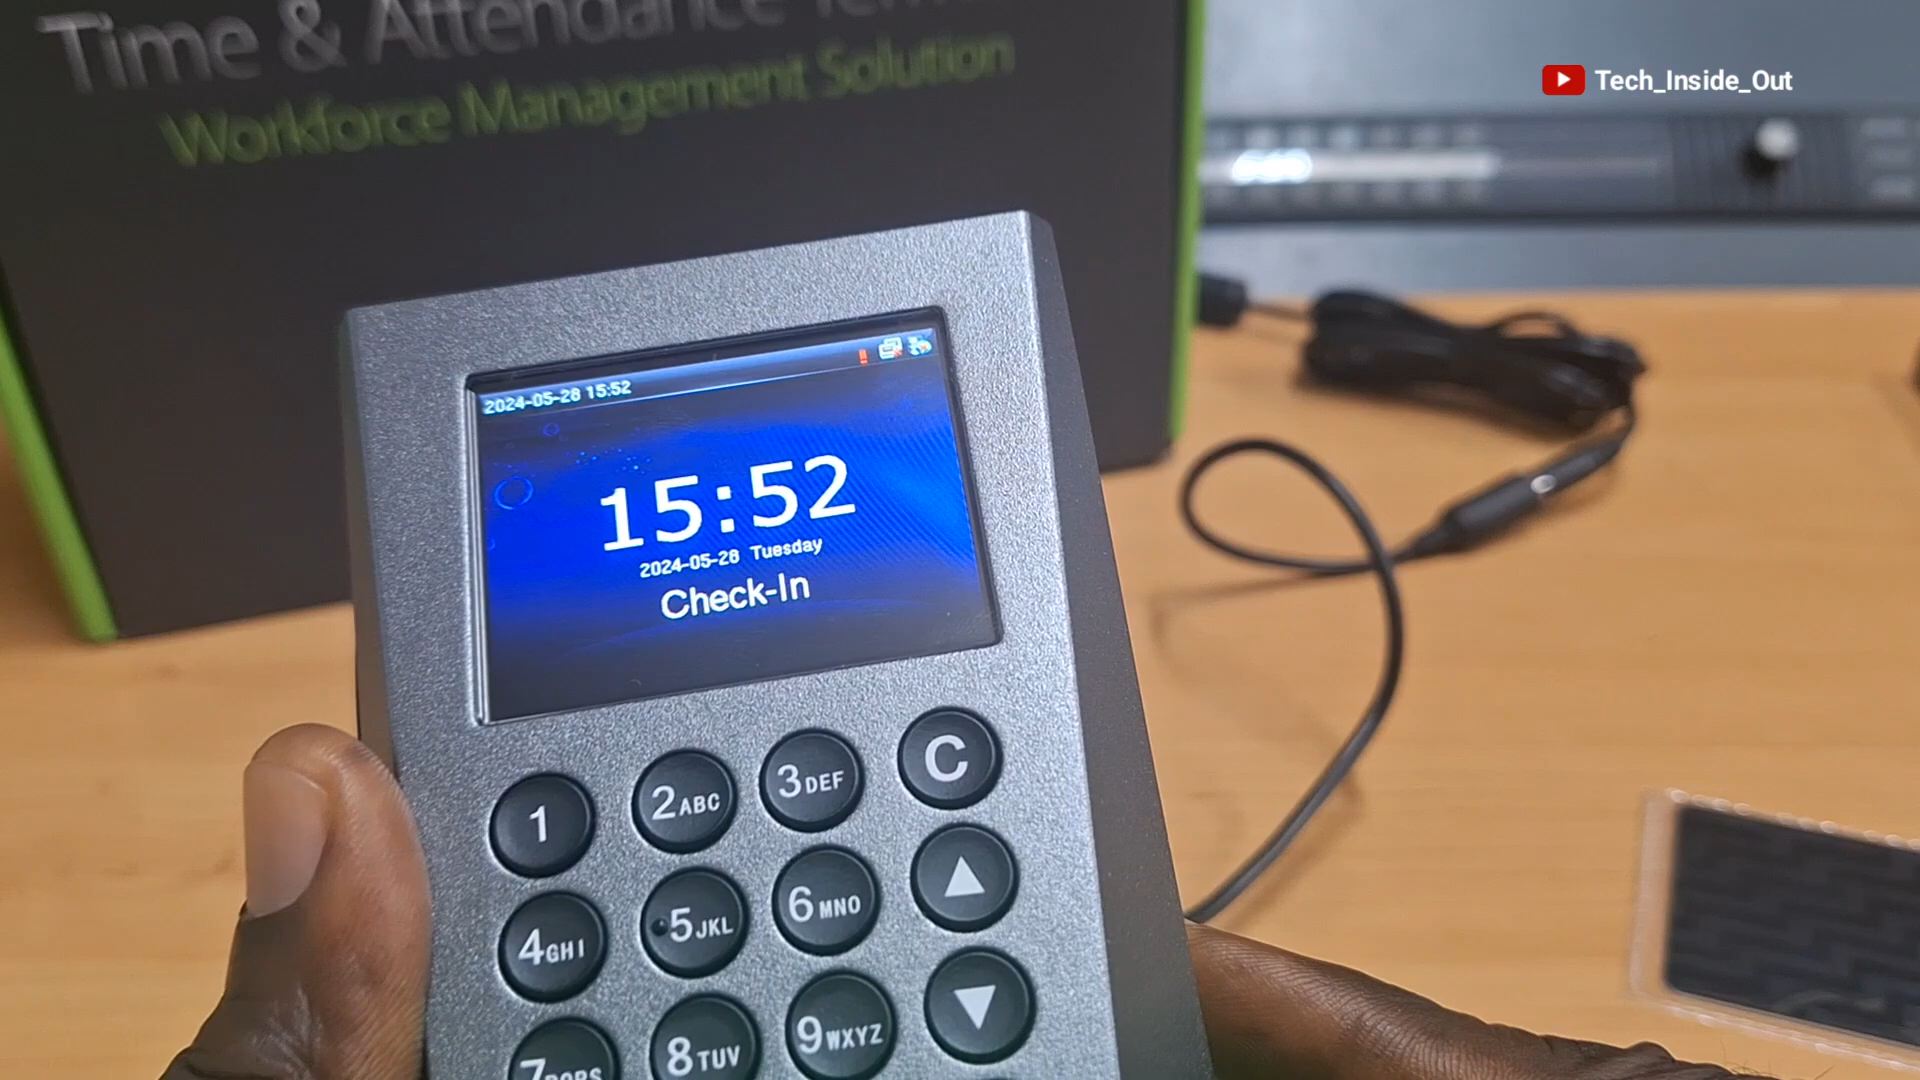 Time & Attendance
Workforce Management Solution
Tech_Inside_Out
2024-05-28 15:52
15:52
2024-05-28 Tuesday
Check-In
1 2ABC 3DEF C
4GHI 5JKL 6MNO
7PQRS 8TUV 9WXYZ